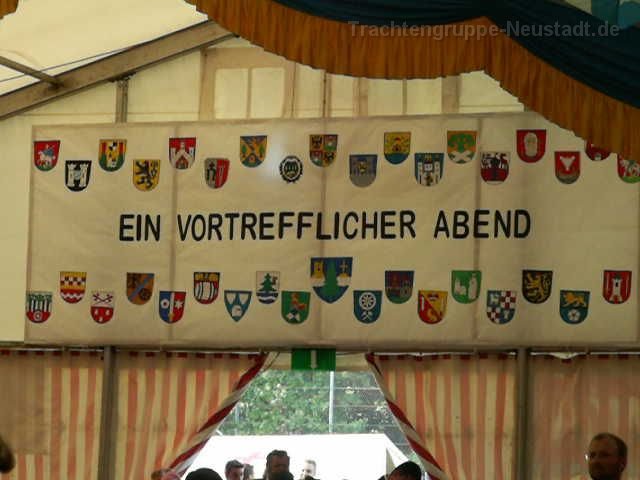 Trachtengruppe-Neustadt.de
EIN VORTREFFLICHER ABEND